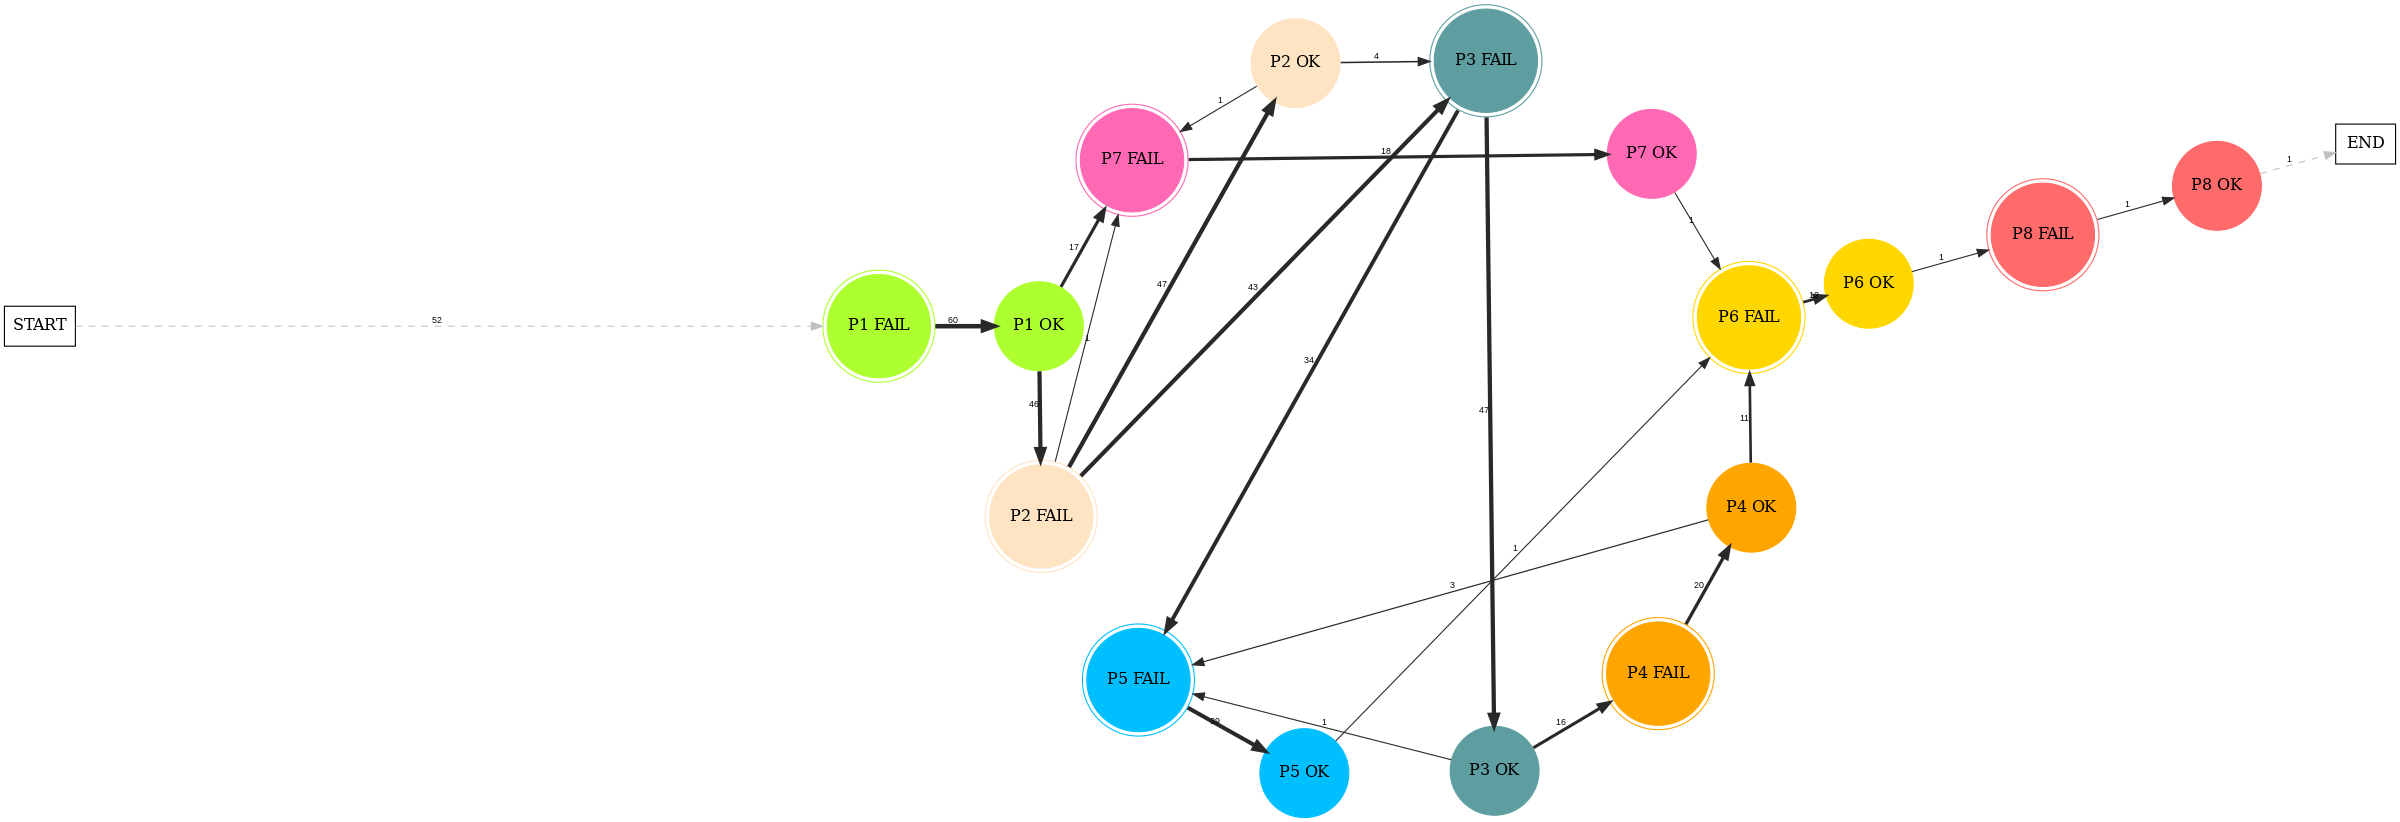 P2 OK
4
P3 FAIL
1
P7 FAIL
18
P7 OK
END
1
P8 OK
1
P8 FAIL
1
17
1
P6 OK
1
P6 FAIL
47
43
START
52
P1 FAIL
60
P1 OK
1
34
46
47
11
P2 FAIL
P4 OK
1
3
20
P5 FAIL
P4 FAIL
1
16
P5 OK
P3 OK